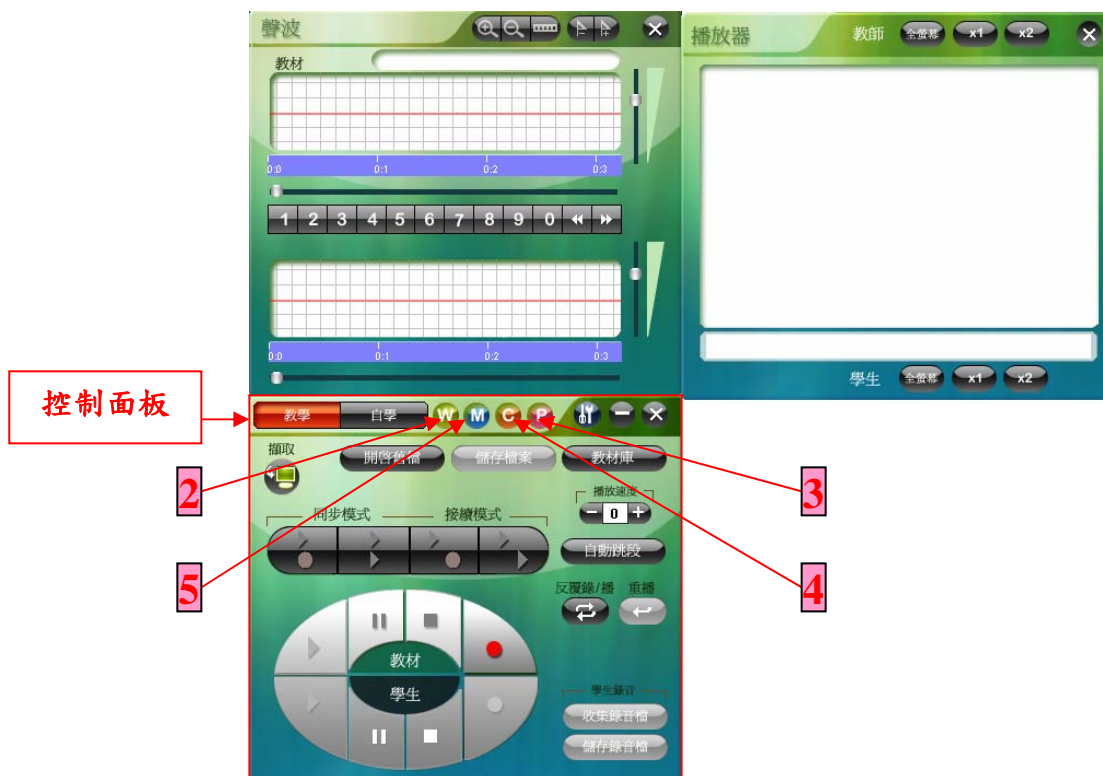 聲波
教材
0:0 0:1 0:2 0:3
1 2 3 4 5 6 7 8 9 0
0:0 0:1 0:2 0:3
播放器 教師 全螢幕 x1 x2
學生 全螢幕 x1 x2
控制面板
教學 自學 W M C P
擷取
開啓舊檔 儲存檔案 教材庫
播放速度
0
同步模式 接續模式
自動跳段
反覆錄/播 重播
教材
學生
學生錄音
收集錄音檔
儲存錄音檔
2
5
3
4